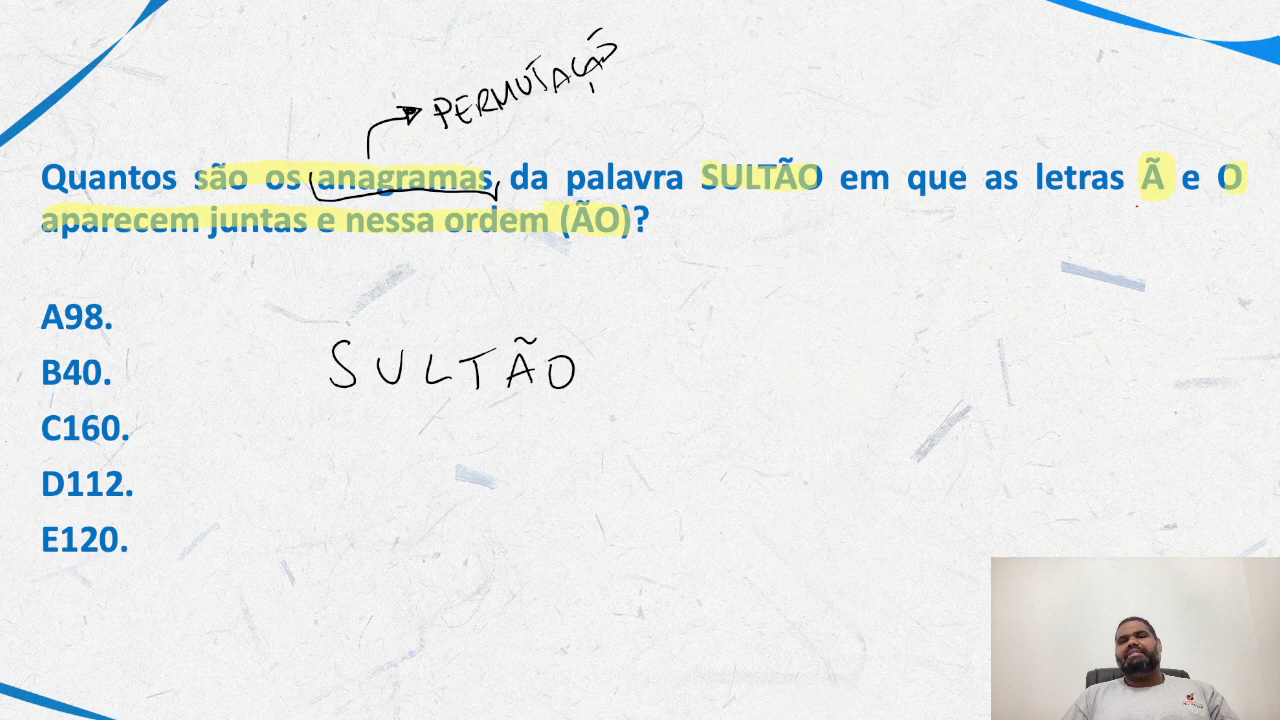 PERMUTAÇÃO
Quantos são os anagramas, da palavra SULTÃO em que as letras Ã e O
aparecem juntas e nessa ordem (ÃO)?
A98.
B40.
C160.
D112.
E120.
SULTÃO